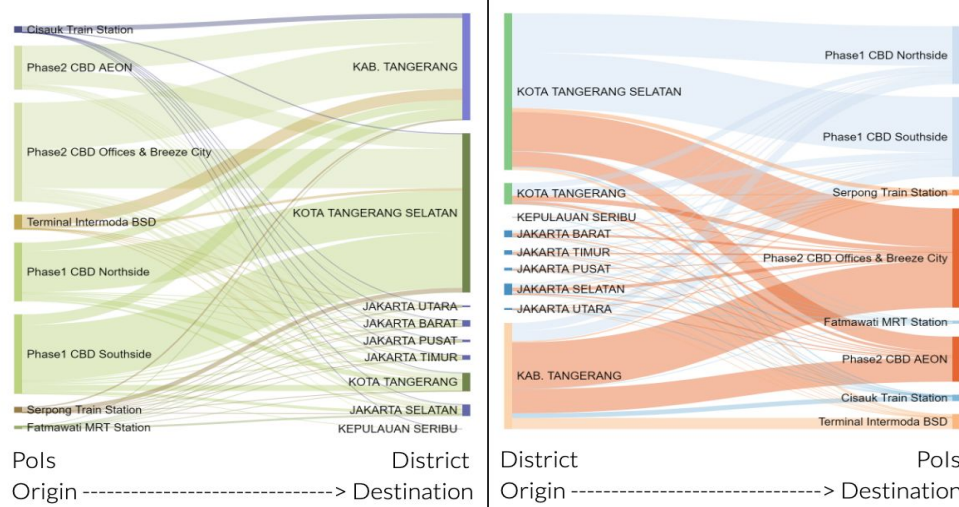 Cisauk Train Station
Phase2 CBD AEON
Phase2 CBD Offices & Breeze City
Terminal Intermoda BSD
Phase1 CBD Northside
Phase1 CBD Southside
Serpong Train Station
Fatmawati MRT Station
KAB. TANGERANG
KOTA TANGERANG SELATAN
JAKARTA UTARA
JAKARTA BARAT
JAKARTA PUSAT
JAKARTA TIMUR
KOTA TANGERANG
JAKARTA SELATAN
KEPULAUAN SERIBU
PoIs District
Origin ----------------------------> Destination
KOTA TANGERANG SELATAN
KOTA TANGERANG
KEPULAUAN SERIBU
JAKARTA BARAT
JAKARTA TIMUR
JAKARTA PUSAT
JAKARTA SELATAN
JAKARTA UTARA
KAB. TANGERANG
Phase1 CBD Northside
Phase1 CBD Southside
Serpong Train Station
Phase2 CBD Offices & Breeze City
Fatmawati MRT Station
Phase2 CBD AEON
Cisauk Train Station
Terminal Intermoda BSD
District PoIs
Origin ----------------------------> Destination